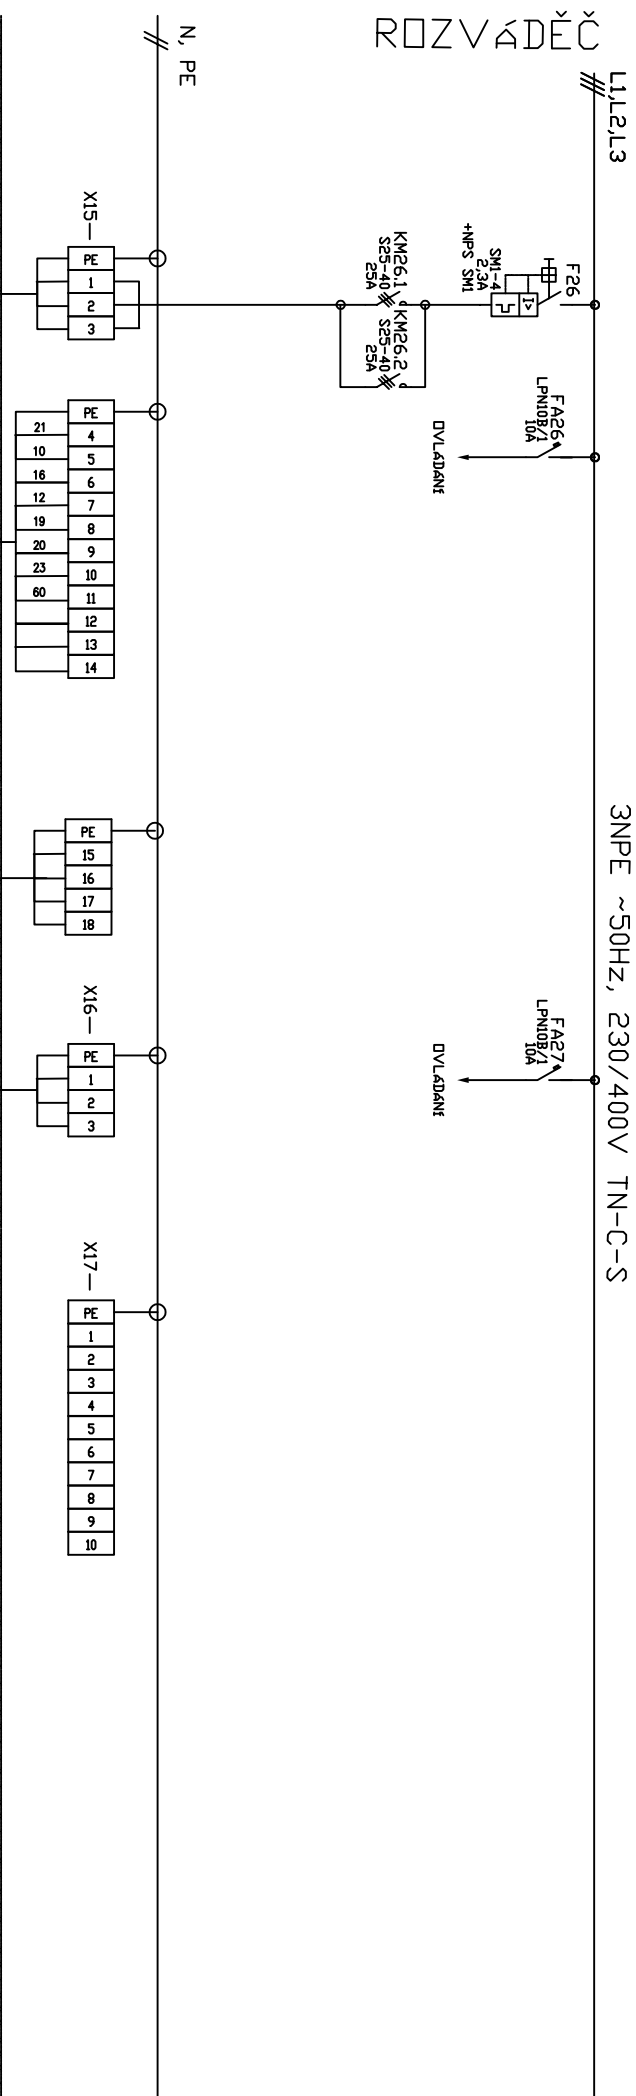 ROZVÁDĚČ
L1,L2,L3
3NPE ~50Hz, 230/400V TN-C-S
F26
SM1-4
2,3A
+NPS SM1
FA26
LPN10B/1
10A
OVLÁDÁNÍ
FA27
LPN10B/1
10A
OVLÁDÁNÍ
KM26.1
S25-40
25A
KM26.2
S25-40
25A
I>
N, PE
X15
PE
1
2
3
PE
4
5
6
7
8
9
10
11
12
13
14
21
10
16
12
19
20
23
60
PE
15
16
17
18
X16
PE
1
2
3
X17
PE
1
2
3
4
5
6
7
8
9
10